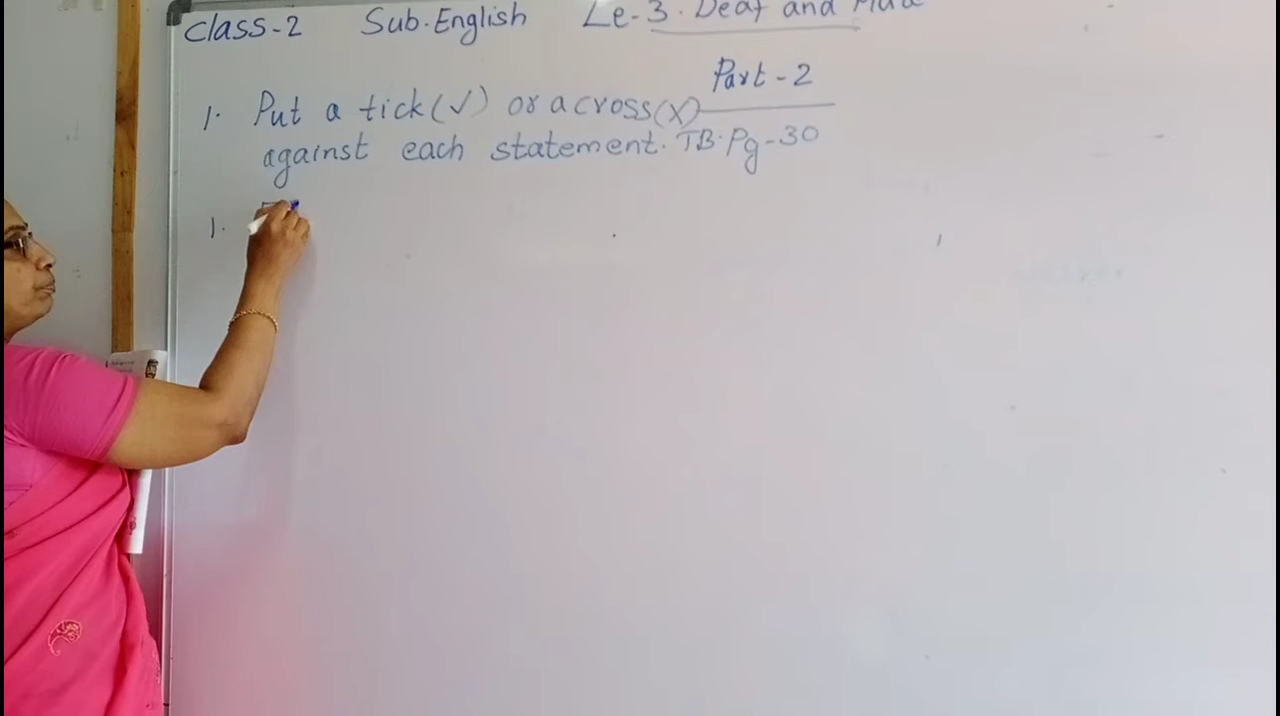 Class-2 Sub.English Le-3. Deaf and
Part-2
1. Put a tick(✓) or a cross(X)
against each statement. TB.Pg-30
1.